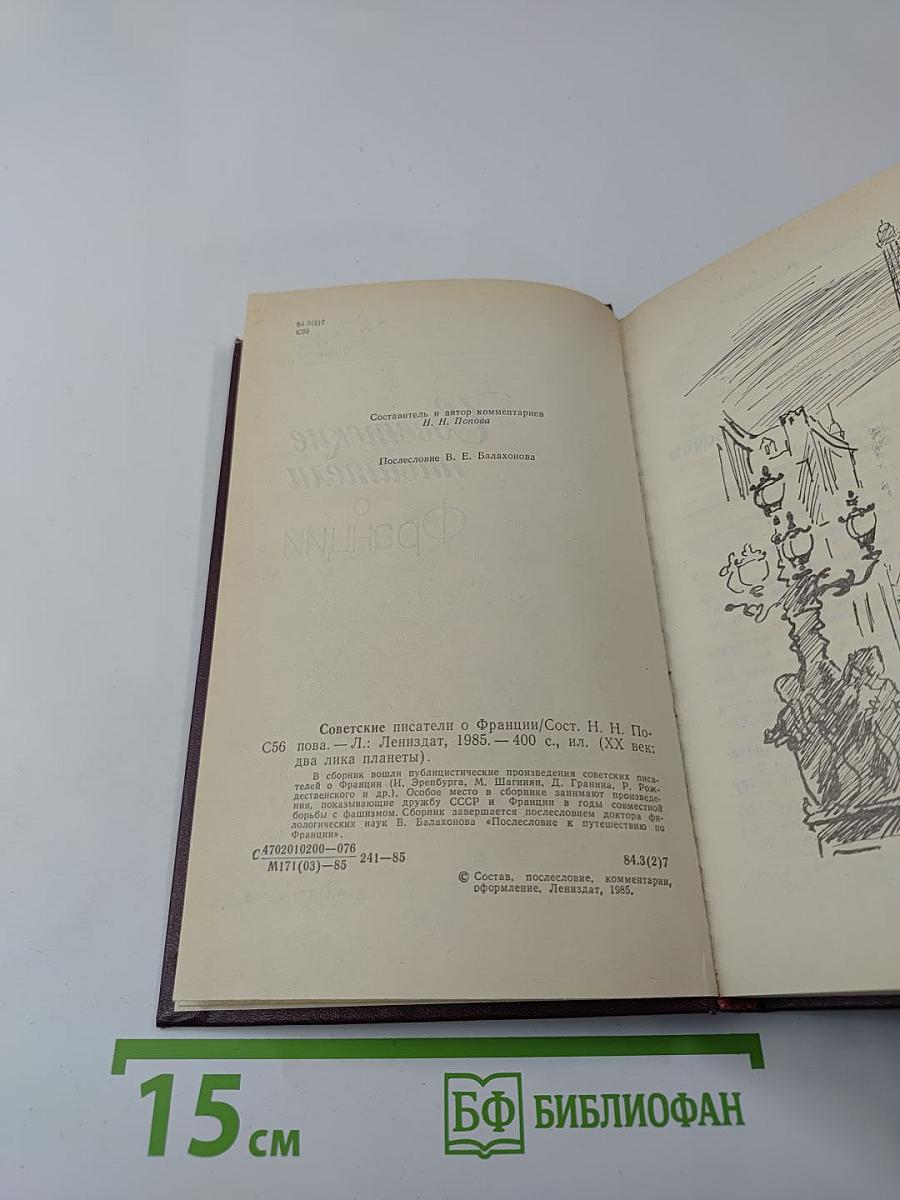 84.3(2)7
С56
Составитель и автор комментариев
Н. Н. Попова
Послесловие В. Е. Балахонова
Советские
писатели
о
Франции
Советские писатели о Франции/Сост. Н. Н. По-
С56 пова. — Л.: Лениздат, 1985. — 400 с., ил. (XX век:
два лика планеты).
В сборник вошли публицистические произведения советских писа-
телей о Франции (И. Эренбурга, М. Шагинян, Д. Гранина, Р. Рож-
дественского и др.). Особое место в сборнике занимают произведе-
ния, показывающие дружбу СССР и Франции в годы совместной
борьбы с фашизмом. Сборник завершается послесловием доктора фи-
лологических наук В. Балахонова «Послесловие к путешествию по
Франции».
С 4702010200—076
М171(03)—85 241—85
84.3(2)7
© Состав, послесловие, комментарии,
оформление, Лениздат, 1985.
15 см
БФ БИБЛИОФАН